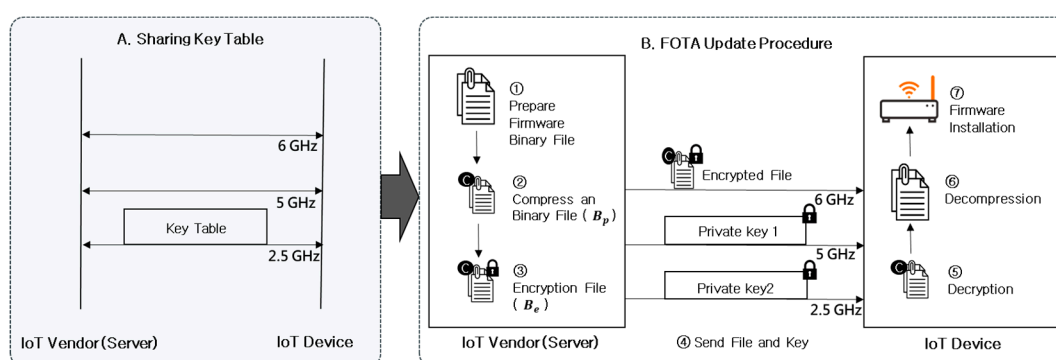 A. Sharing Key Table
6 GHz
5 GHz
Key Table
2.5 GHz
IoT Vendor(Server)
IoT Device
B. FOTA Update Procedure
①
Prepare
Firmware
Binary File
②
Compress an
Binary File ( Bp)
③
Encryption File
( Be )
IoT Vendor(Server)
C
Encrypted File
6 GHz
Private key 1
5 GHz
Private key2
2.5 GHz
④ Send File and Key
⑦
Firmware
Installation
⑥
Decompression
⑤
Decryption
IoT Device